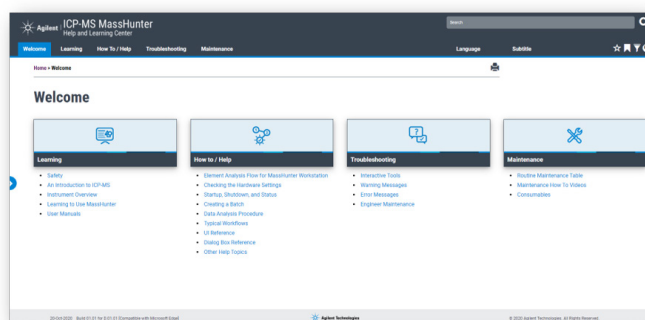 Agilent
ICP-MS MassHunter
Help and Learning Center
Search
Welcome Learning How To / Help Troubleshooting Maintenance Language Subtitle
Home > Welcome
Welcome
Learning
Safety
An Introduction to ICP-MS
Instrument Overview
Learning to Use MassHunter
User Manuals
How to / Help
Element Analysis Flow for MassHunter Workstation
Checking the Hardware Settings
Startup, Shutdown, and Status
Creating a Batch
Data Analysis Procedure
Typical Workflows
UI Reference
Dialog Box Reference
Other Help Topics
Troubleshooting
Interactive Tools
Warning Messages
Error Messages
Engineer Maintenance
Maintenance
Routine Maintenance Table
Maintenance How To Videos
Consumables
Agilent Technologies
© 2020 Agilent Technologies. All Rights Reserved.